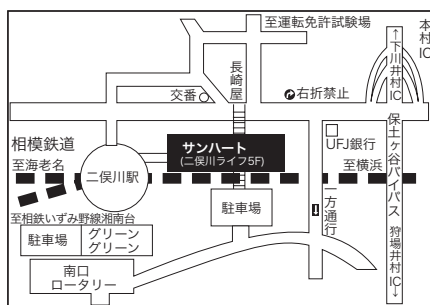 至運転免許試験場
長崎屋
交番
右折禁止
↑下川井村IC
本村IC
相模鉄道
至海老名
二俣川駅
サンハート
(二俣川ライフ5F)
UFJ銀行
至横浜
保土ヶ谷バイパス
狩場井村IC→
一方通行
駐車場
至相鉄いずみ野線湘南台
駐車場
グリーン
グリーン
南口
ロータリー